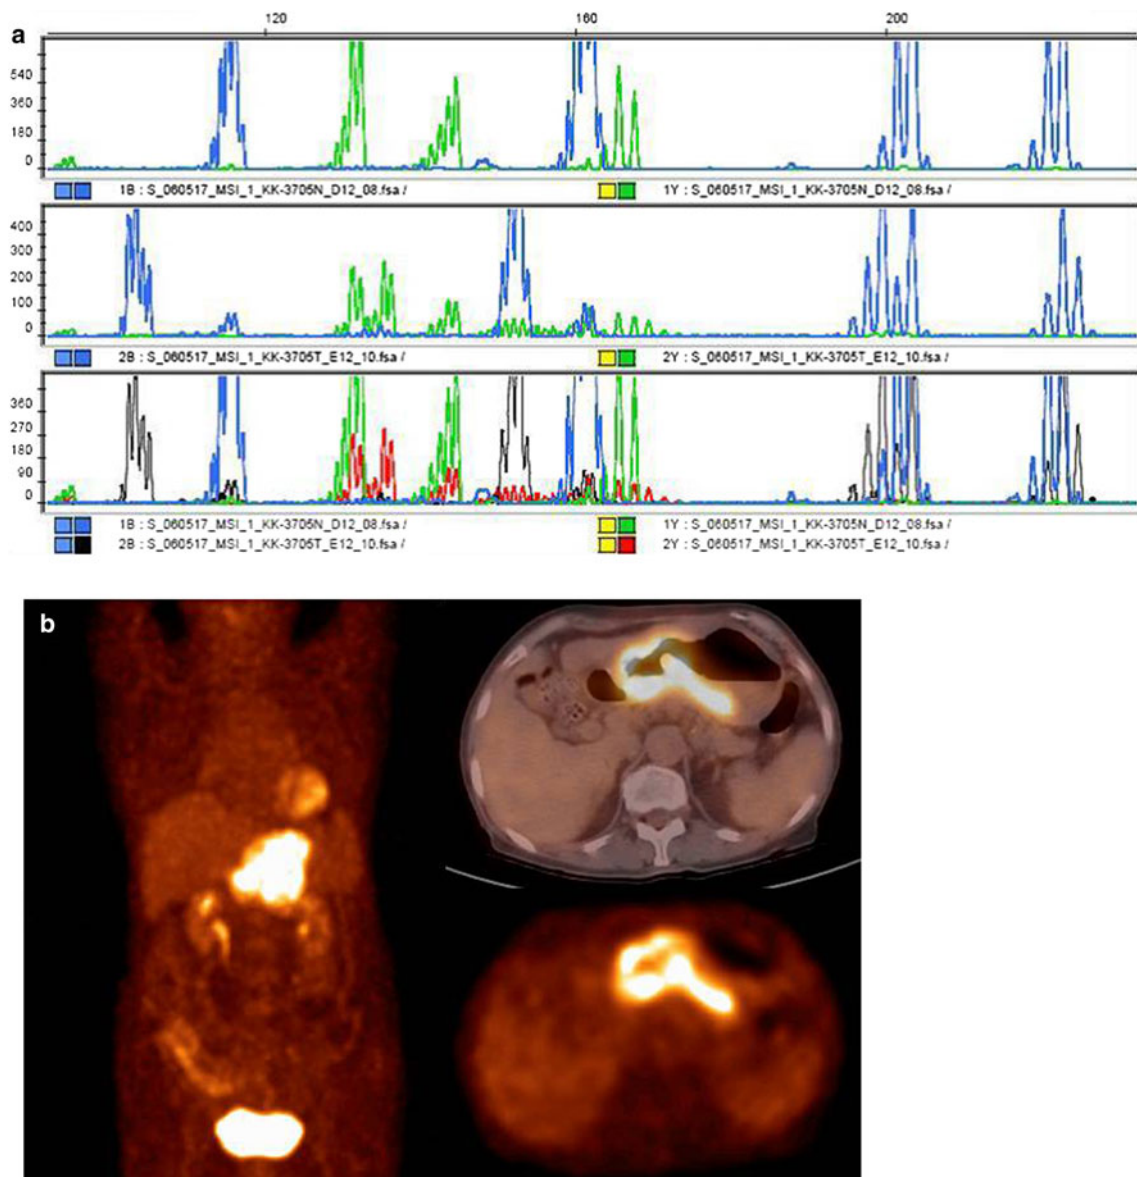 120 160 200
a
540
360
180
0
1B : S_060517_MSI_1_KK-3705N_D12_08.fsa / 1Y : S_060517_MSI_1_KK-3705N_D12_08.fsa /
400
300
200
100
0
2B : S_060517_MSI_1_KK-3705T_E12_10.fsa / 2Y : S_060517_MSI_1_KK-3705T_E12_10.fsa /
360
270
180
90
0
1B : S_060517_MSI_1_KK-3705N_D12_08.fsa / 1Y : S_060517_MSI_1_KK-3705N_D12_08.fsa /
2B : S_060517_MSI_1_KK-3705T_E12_10.fsa / 2Y : S_060517_MSI_1_KK-3705T_E12_10.fsa /
b